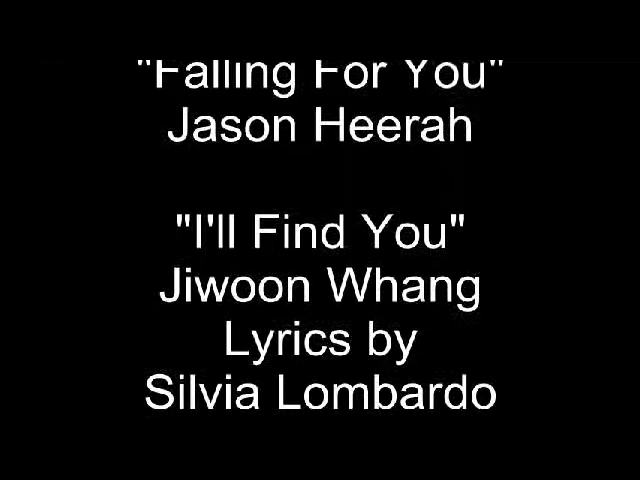 "Falling For You"
Jason Heerah
"I'll Find You"
Jiwoon Whang
Lyrics by
Silvia Lombardo